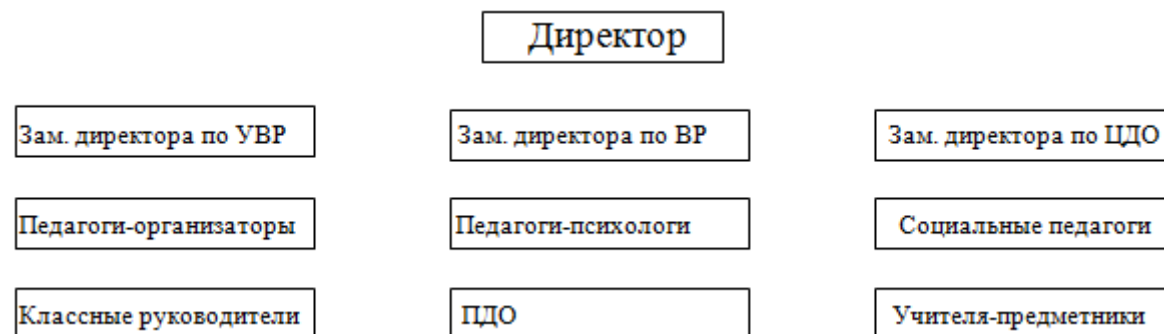 Директор
Зам. директора по УВР
Зам. директора по ВР
Зам. директора по ЦДО
Педагоги-организаторы
Педагоги-психологи
Социальные педагоги
Классные руководители
ПДО
Учителя-предметники